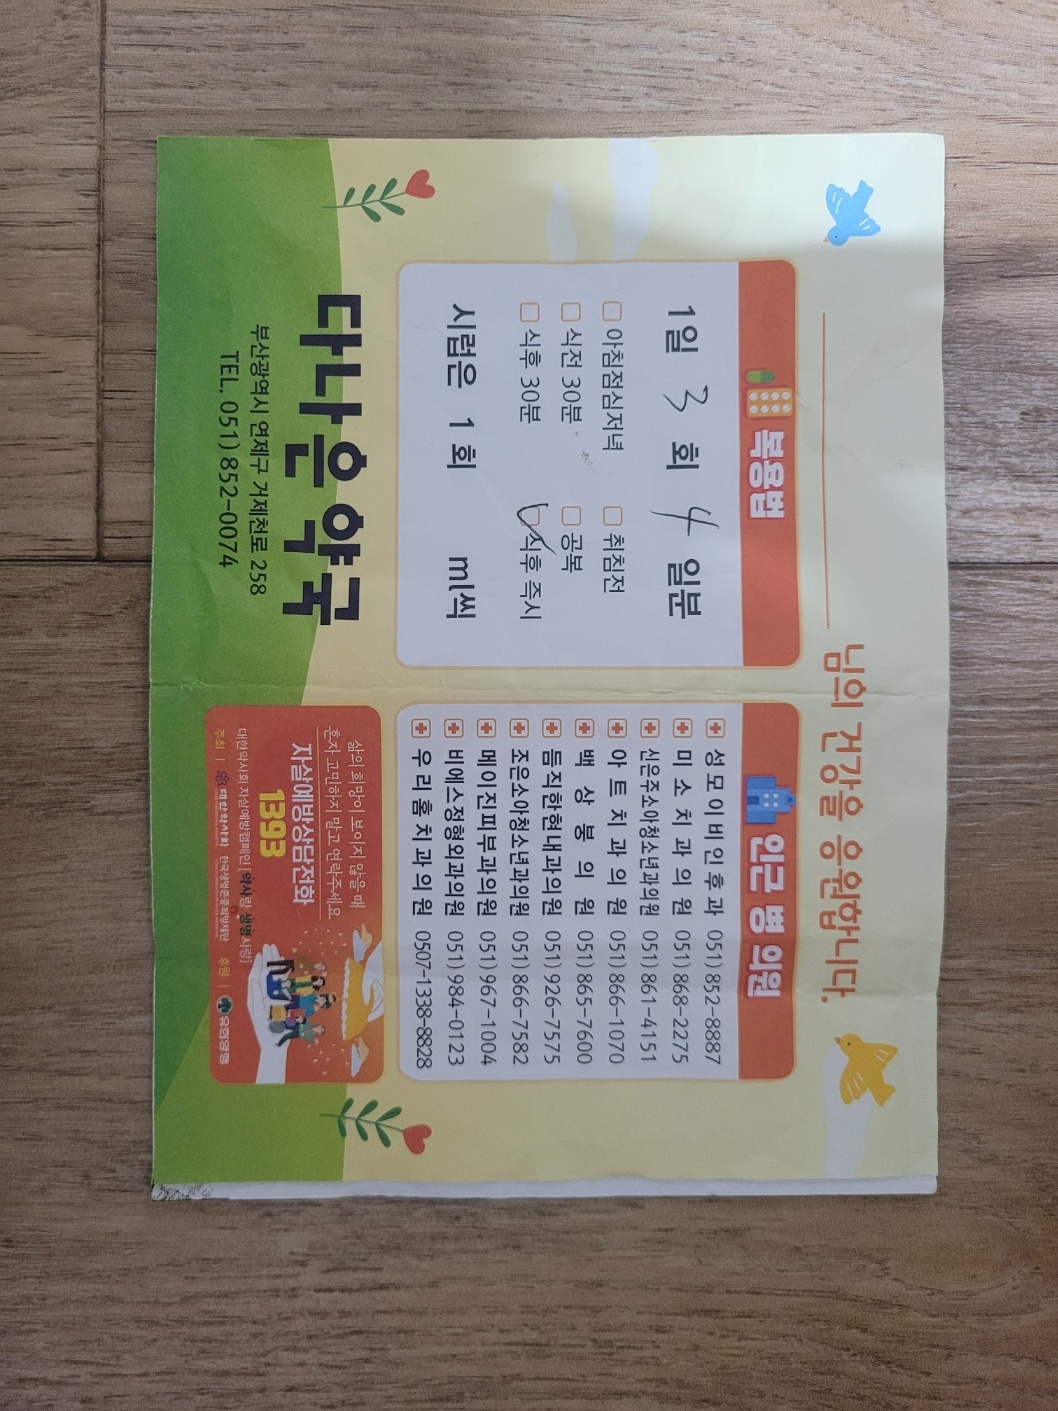 님의 건강을 응원합니다.
복용법
1일 3 회 4 일분
아침점심저녁 취침전
식전 30분 공복
식후 30분 식후 즉시
시럽은 1 회 ml씩
인근 병 의원
성모이비인후과 051) 852-8887
미소치과의원 051) 868-2275
신은주소아청소년과의원 051) 861-4151
아트치과의원 051) 866-1070
백상봉의원 051) 865-7600
듬직한현내과의원 051) 926-7575
조은소아청소년과의원 051) 866-7582
메이진피부과의원 051) 967-1004
비에스정형외과의원 051) 984-0123
우리홈치과의원 0507-1338-8828
다나은약국
부산광역시 연제구 거제천로 258
TEL. 051) 852-0074
삶의 희망이 보이지 않을 때
혼자 고민하지 말고 연락주세요
자살예방상담전화
1393
대한약사회 자살예방캠페인 [약사랑 생명사랑]
주최 | 대한약사회 한국생명존중희망재단 후원 | 유한양행